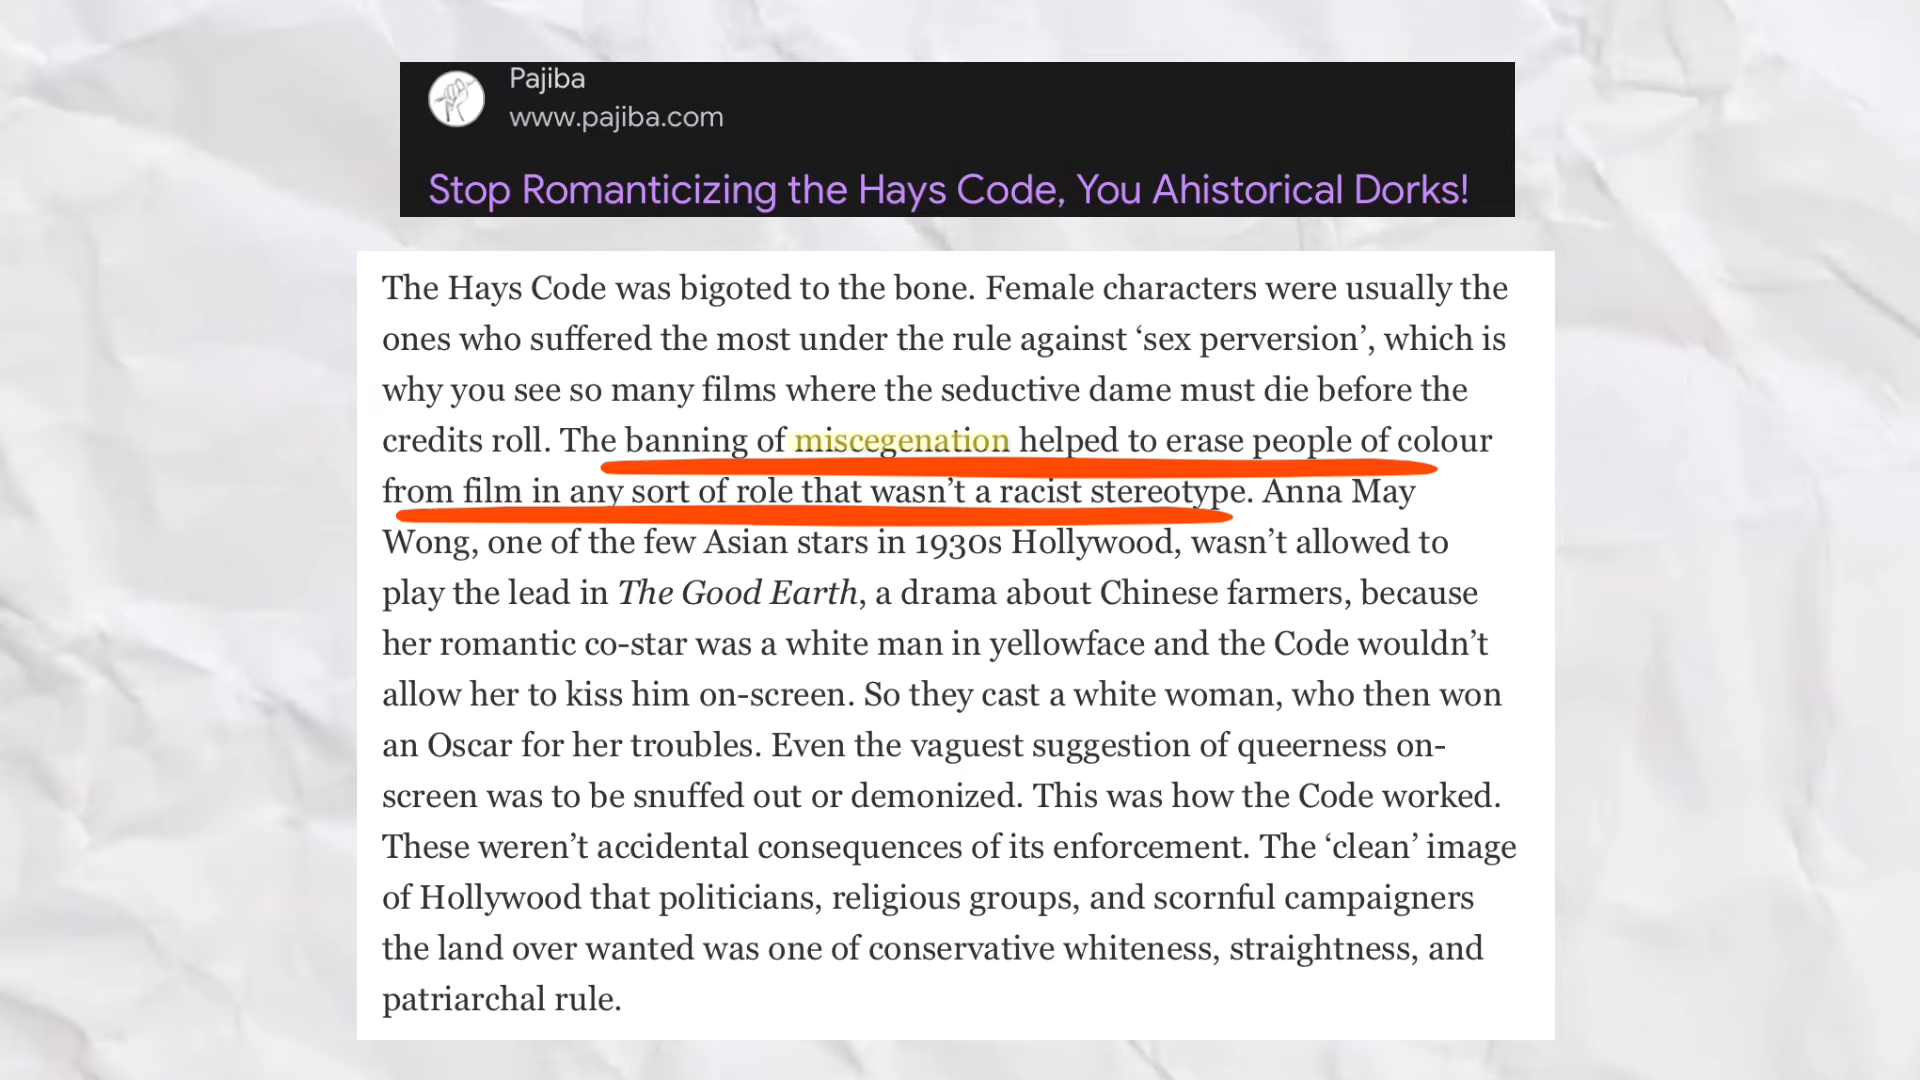 Pajiba
www.pajiba.com
Stop Romanticizing the Hays Code, You Ahistorical Dorks!
The Hays Code was bigoted to the bone. Female characters were usually the
ones who suffered the most under the rule against ‘sex perversion’, which is
why you see so many films where the seductive dame must die before the
credits roll. The banning of miscegenation helped to erase people of colour
from film in any sort of role that wasn’t a racist stereotype. Anna May
Wong, one of the few Asian stars in 1930s Hollywood, wasn’t allowed to
play the lead in The Good Earth, a drama about Chinese farmers, because
her romantic co-star was a white man in yellowface and the Code wouldn’t
allow her to kiss him on-screen. So they cast a white woman, who then won
an Oscar for her troubles. Even the vaguest suggestion of queerness on-
screen was to be snuffed out or demonized. This was how the Code worked.
These weren’t accidental consequences of its enforcement. The ‘clean’ image
of Hollywood that politicians, religious groups, and scornful campaigners
the land over wanted was one of conservative whiteness, straightness, and
patriarchal rule.